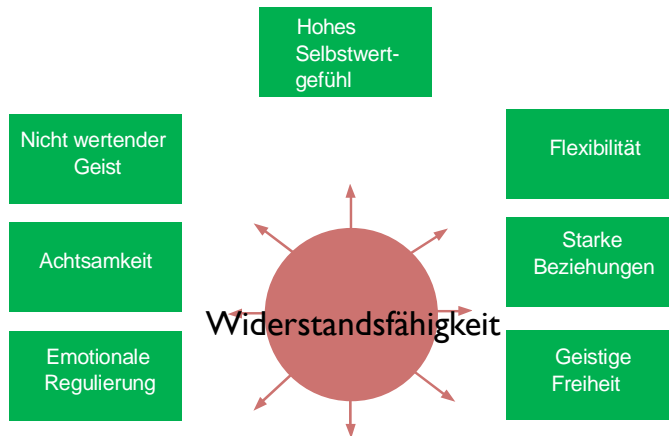 Hohes
Selbstwert-
gefühl
Nicht wertender
Geist
Flexibilität
Achtsamkeit
Starke
Beziehungen
Widerstandsfähigkeit
Emotionale
Regulierung
Geistige
Freiheit